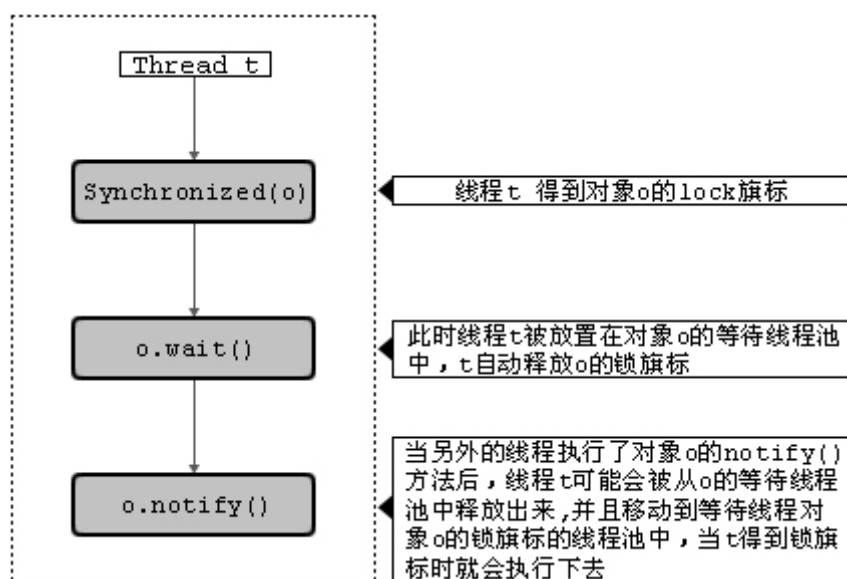 Thread t
Synchronized(o)
线程t 得到对象o的lock旗标
o.wait()
此时线程t被放置在对象o的等待线程池
中，t自动释放o的锁旗标
o.notify()
当另外的线程执行了对象o的notify()
方法后，线程t可能会被从o的等待线程
池中释放出来,并且移动到等待线程对
象o的锁旗标的线程池中，当t得到锁旗
标时就会执行下去